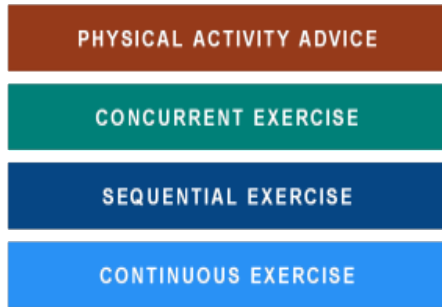 PHYSICAL ACTIVITY ADVICE
CONCURRENT EXERCISE
SEQUENTIAL EXERCISE
CONTINUOUS EXERCISE